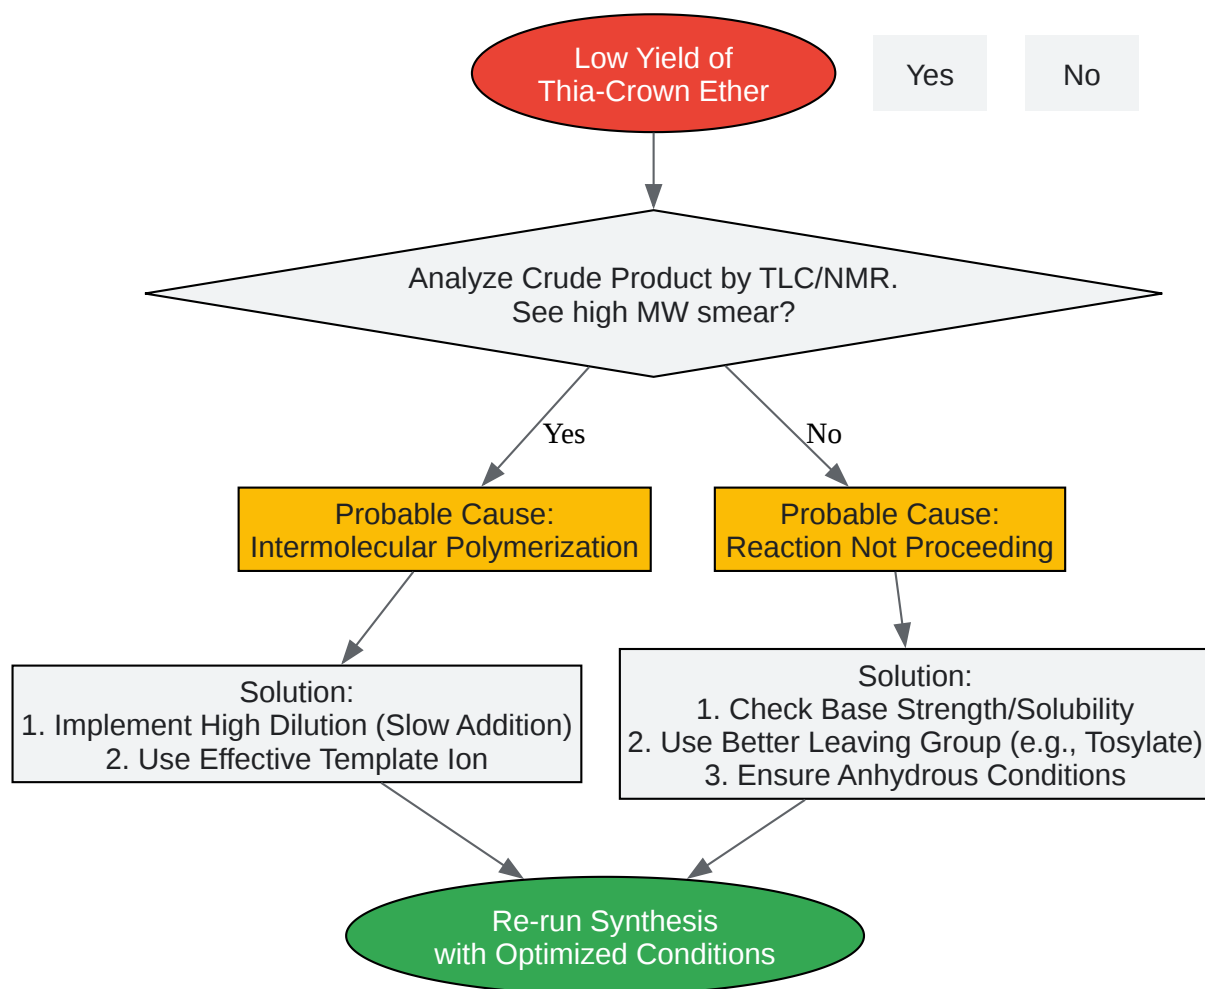 Low Yield of
Thia-Crown Ether
Yes
No
Analyze Crude Product by TLC/NMR.
See high MW smear?
Yes
No
Probable Cause:
Intermolecular Polymerization
Probable Cause:
Reaction Not Proceeding
Solution:
1. Implement High Dilution (Slow Addition)
2. Use Effective Template Ion
Solution:
1. Check Base Strength/Solubility
2. Use Better Leaving Group (e.g., Tosylate)
3. Ensure Anhydrous Conditions
Re-run Synthesis
with Optimized Conditions